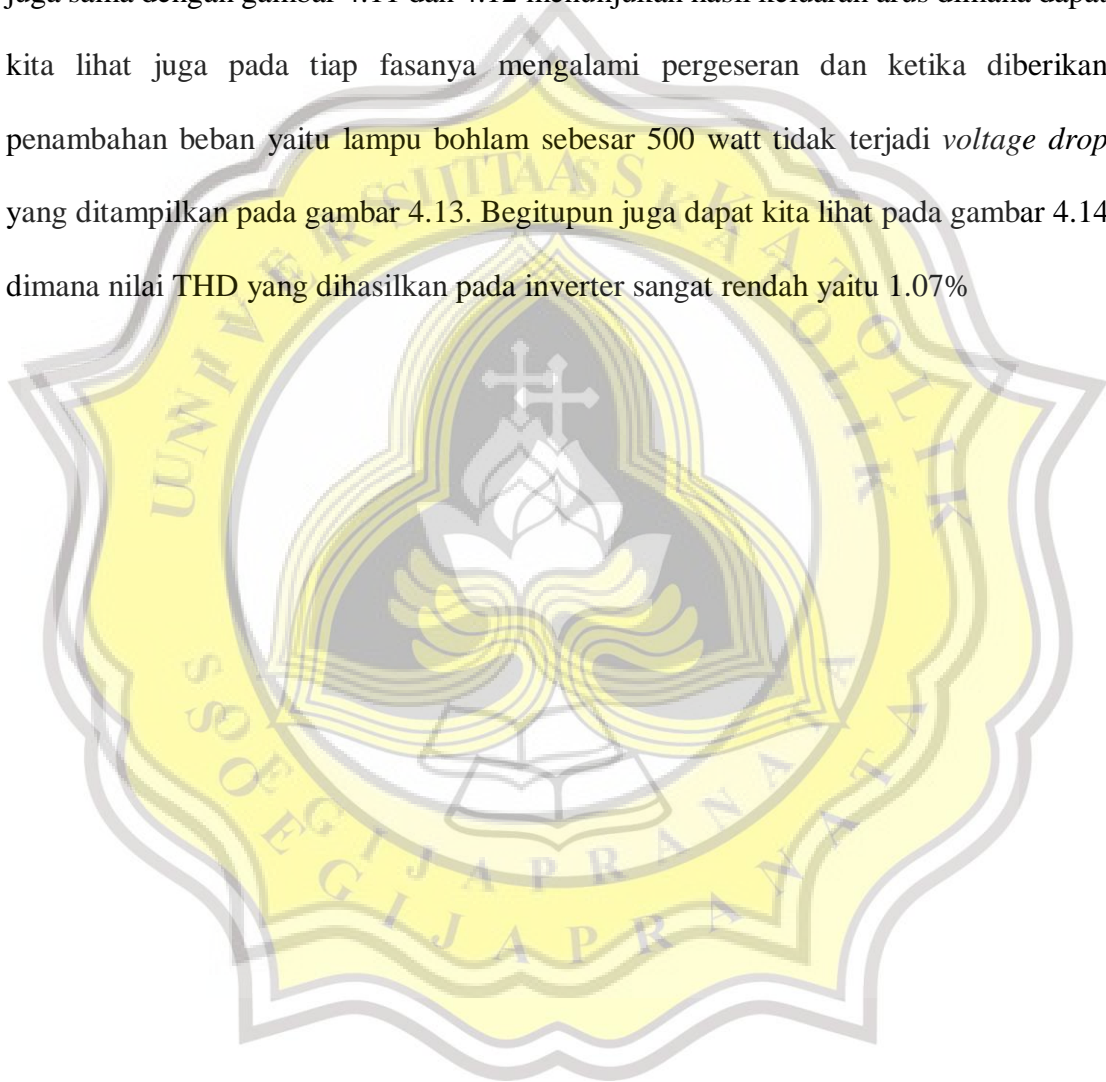 juga sama dengan gambar 4.11 dan 4.12 menunjukan hasil keluaran arus dimana dapat
kita lihat juga pada tiap fasanya mengalami pergeseran dan ketika diberikan
penambahan beban yaitu lampu bohlam sebesar 500 watt tidak terjadi voltage drop
yang ditampilkan pada gambar 4.13. Begitupun juga dapat kita lihat pada gambar 4.14
dimana nilai THD yang dihasilkan pada inverter sangat rendah yaitu 1.07%
UNIVERSITAS KATOLIK
SOEGIJAPRANATA